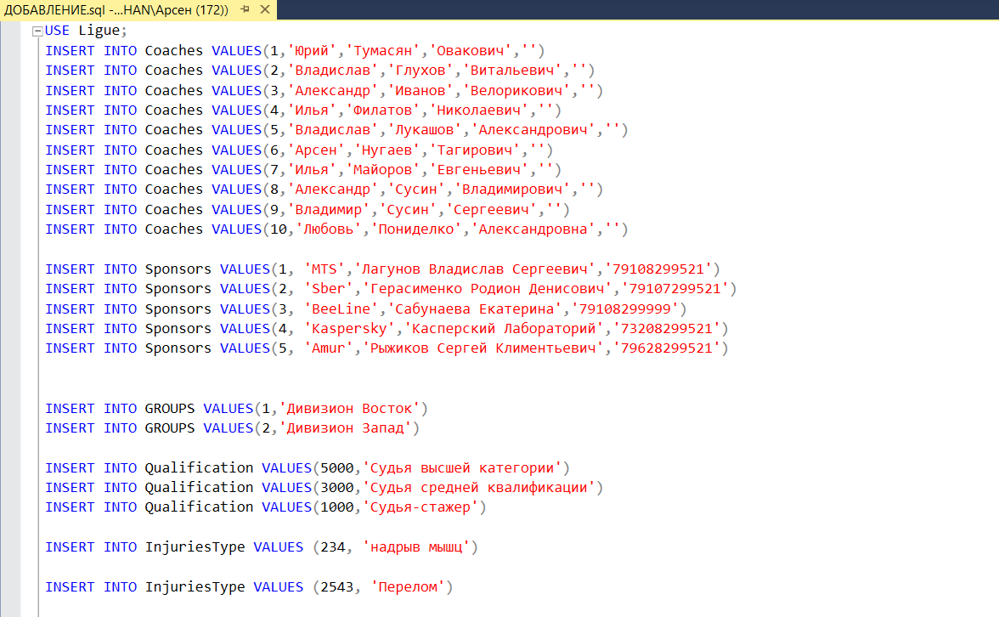 ДОБАВЛЕНИЕ.sql -...HAN\Арсен (172))
USE Ligue;
INSERT INTO Coaches VALUES(1,'Юрий','Тумасян','Овакович','')
INSERT INTO Coaches VALUES(2,'Владислав','Глухов','Витальевич','')
INSERT INTO Coaches VALUES(3,'Александр','Иванов','Велорикович','')
INSERT INTO Coaches VALUES(4,'Илья','Филатов','Николаевич','')
INSERT INTO Coaches VALUES(5,'Владислав','Лукашов','Александрович','')
INSERT INTO Coaches VALUES(6,'Арсен','Нугаев','Тагирович','')
INSERT INTO Coaches VALUES(7,'Илья','Майоров','Евгеньевич','')
INSERT INTO Coaches VALUES(8,'Александр','Сусин','Владимирович','')
INSERT INTO Coaches VALUES(9,'Владимир','Сусин','Сергеевич','')
INSERT INTO Coaches VALUES(10,'Любовь','Пониделко','Александровна','')
INSERT INTO Sponsors VALUES(1, 'MTS','Лагунов Владислав Сергеевич','79108299521')
INSERT INTO Sponsors VALUES(2, 'Sber','Герасименко Родион Денисович','79107299521')
INSERT INTO Sponsors VALUES(3, 'BeeLine','Сабунаева Екатерина','79108299999')
INSERT INTO Sponsors VALUES(4, 'Kaspersky','Касперский Лабораторий','73208299521')
INSERT INTO Sponsors VALUES(5, 'Amur','Рыжиков Сергей Климентьевич','79628299521')
INSERT INTO GROUPS VALUES(1,'Дивизион Восток')
INSERT INTO GROUPS VALUES(2,'Дивизион Запад')
INSERT INTO Qualification VALUES(5000,'Судья высшей категории')
INSERT INTO Qualification VALUES(3000,'Судья средней квалификации')
INSERT INTO Qualification VALUES(1000,'Судья-стажер')
INSERT INTO InjuriesType VALUES (234, 'надрыв мышц')
INSERT INTO InjuriesType VALUES (2543, 'Перелом')